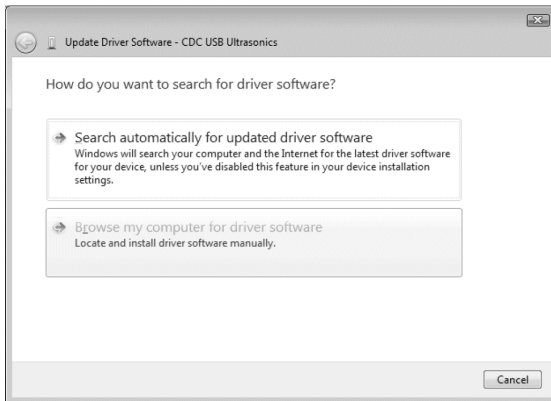 Update Driver Software - CDC USB Ultrasonics
How do you want to search for driver software?
Search automatically for updated driver software
Windows will search your computer and the Internet for the latest driver software
for your device, unless you've disabled this feature in your device installation
settings.
Browse my computer for driver software
Locate and install driver software manually.
Cancel